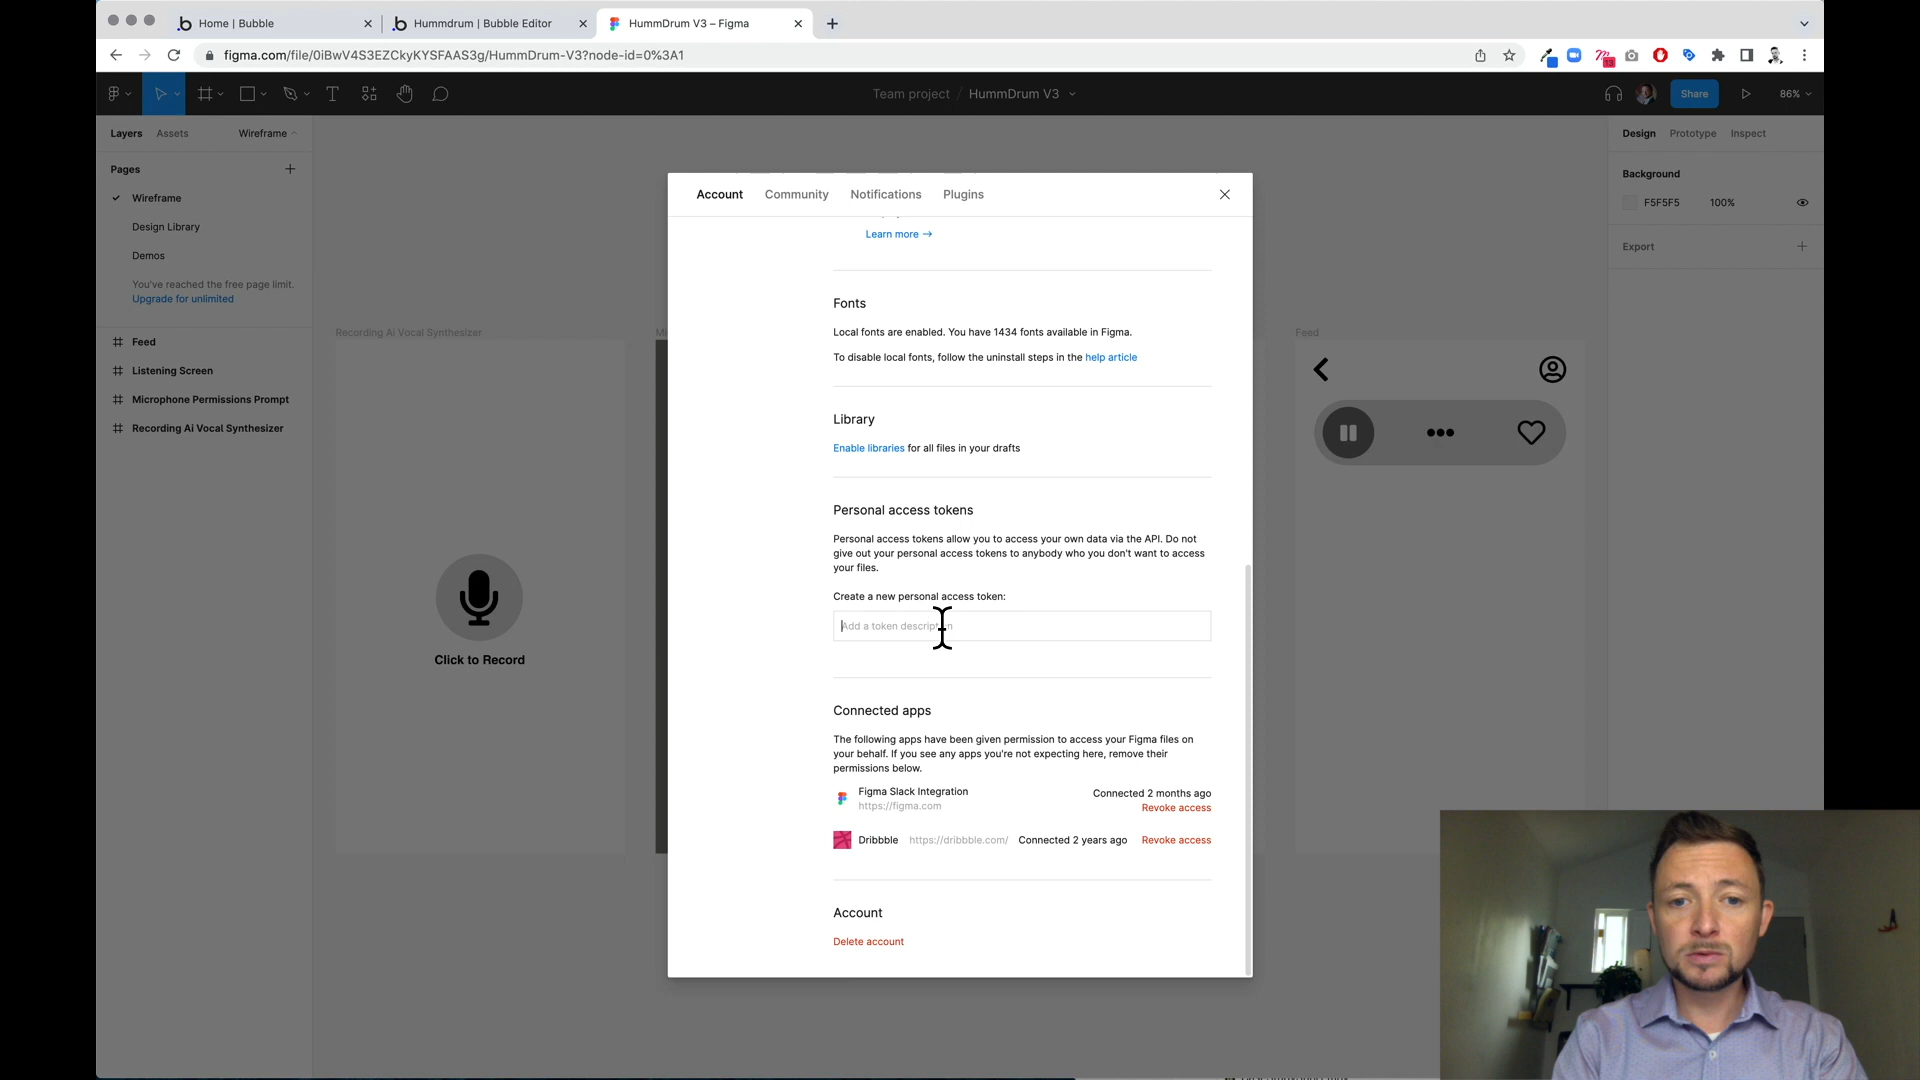 Home | Bubble
Hummdrum | Bubble Editor
HummDrum V3 – Figma
figma.com/file/0iBwV4S3EZCkyKYSFAAS3g/HummDrum-V3?node-id=0%3A1
13
Team project / HummDrum V3
Share
86%
Layers
Assets
Wireframe
Design
Prototype
Inspect
Pages
Wireframe
Design Library
Demos
You've reached the free page limit.
Upgrade for unlimited
Feed
Listening Screen
Microphone Permissions Prompt
Recording Ai Vocal Synthesizer
Recording Ai Vocal Synthesizer
Click to Record
Mi
Account
Community
Notifications
Plugins
Learn more →
Fonts
Local fonts are enabled. You have 1434 fonts available in Figma.
To disable local fonts, follow the uninstall steps in the help article
Library
Enable libraries for all files in your drafts
Personal access tokens
Personal access tokens allow you to access your own data via the API. Do not
give out your personal access tokens to anybody who you don't want to access
your files.
Create a new personal access token:
Add a token description
Connected apps
The following apps have been given permission to access your Figma files on
your behalf. If you see any apps you're not expecting here, remove their
permissions below.
Figma Slack Integration
https://figma.com
Connected 2 months ago
Revoke access
Dribbble https://dribbble.com/ Connected 2 years ago Revoke access
Account
Delete account
Feed
Background
F5F5F5 100%
Export